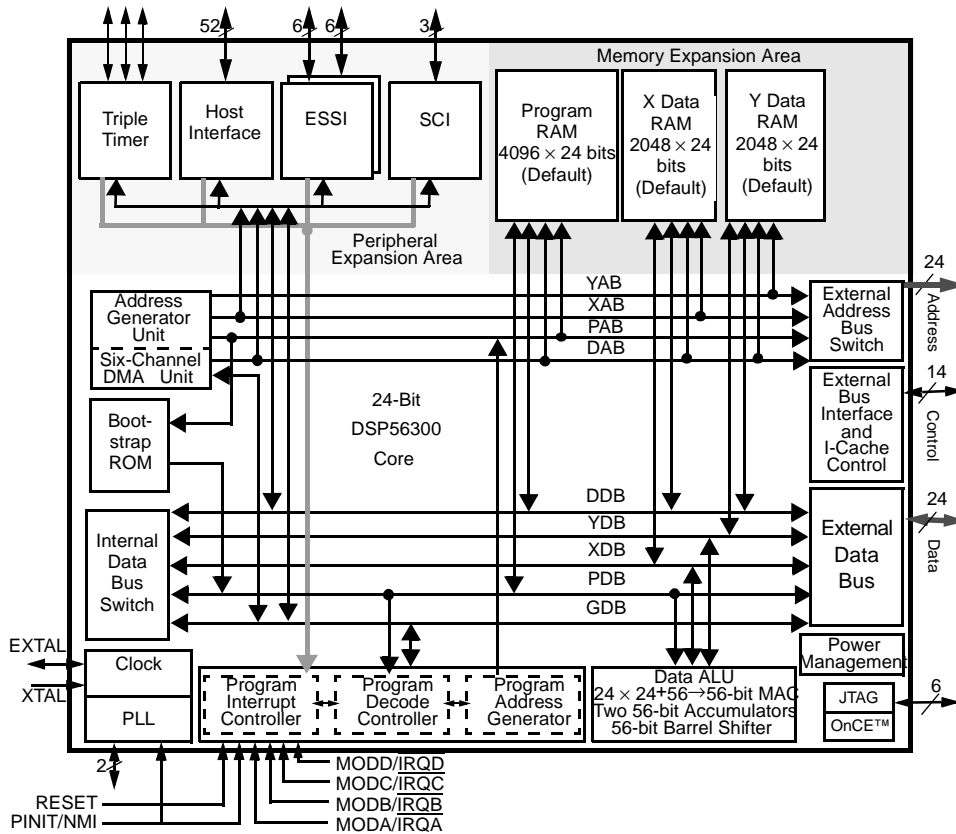 52
6
6
3
Memory Expansion Area
Triple
Timer
Host
Interface
ESSI
SCI
Program
RAM
4096 × 24 bits
(Default)
X Data
RAM
2048 × 24
bits
(Default)
Y Data
RAM
2048 × 24
bits
(Default)
Peripheral
Expansion Area
Address
Generator
Unit
Six-Channel
DMA Unit
YAB
XAB
PAB
DAB
External
Address
Bus
Switch
24
Address
Boot-
strap
ROM
24-Bit
DSP56300
Core
External
Bus
Interface
and
I-Cache
Control
14
Control
Internal
Data
Bus
Switch
DDB
YDB
XDB
PDB
GDB
External
Data
Bus
24
Data
EXTAL
XTAL
Clock
PLL
Program
Interrupt
Controller
Program
Decode
Controller
Program
Address
Generator
Data ALU
24 × 24+56→56-bit MAC
Two 56-bit Accumulators
56-bit Barrel Shifter
Power
Management
JTAG
OnCE™
6
2
RESET
PINIT/NMI
MODD/IRQD
MODC/IRQC
MODB/IRQB
MODA/IRQA